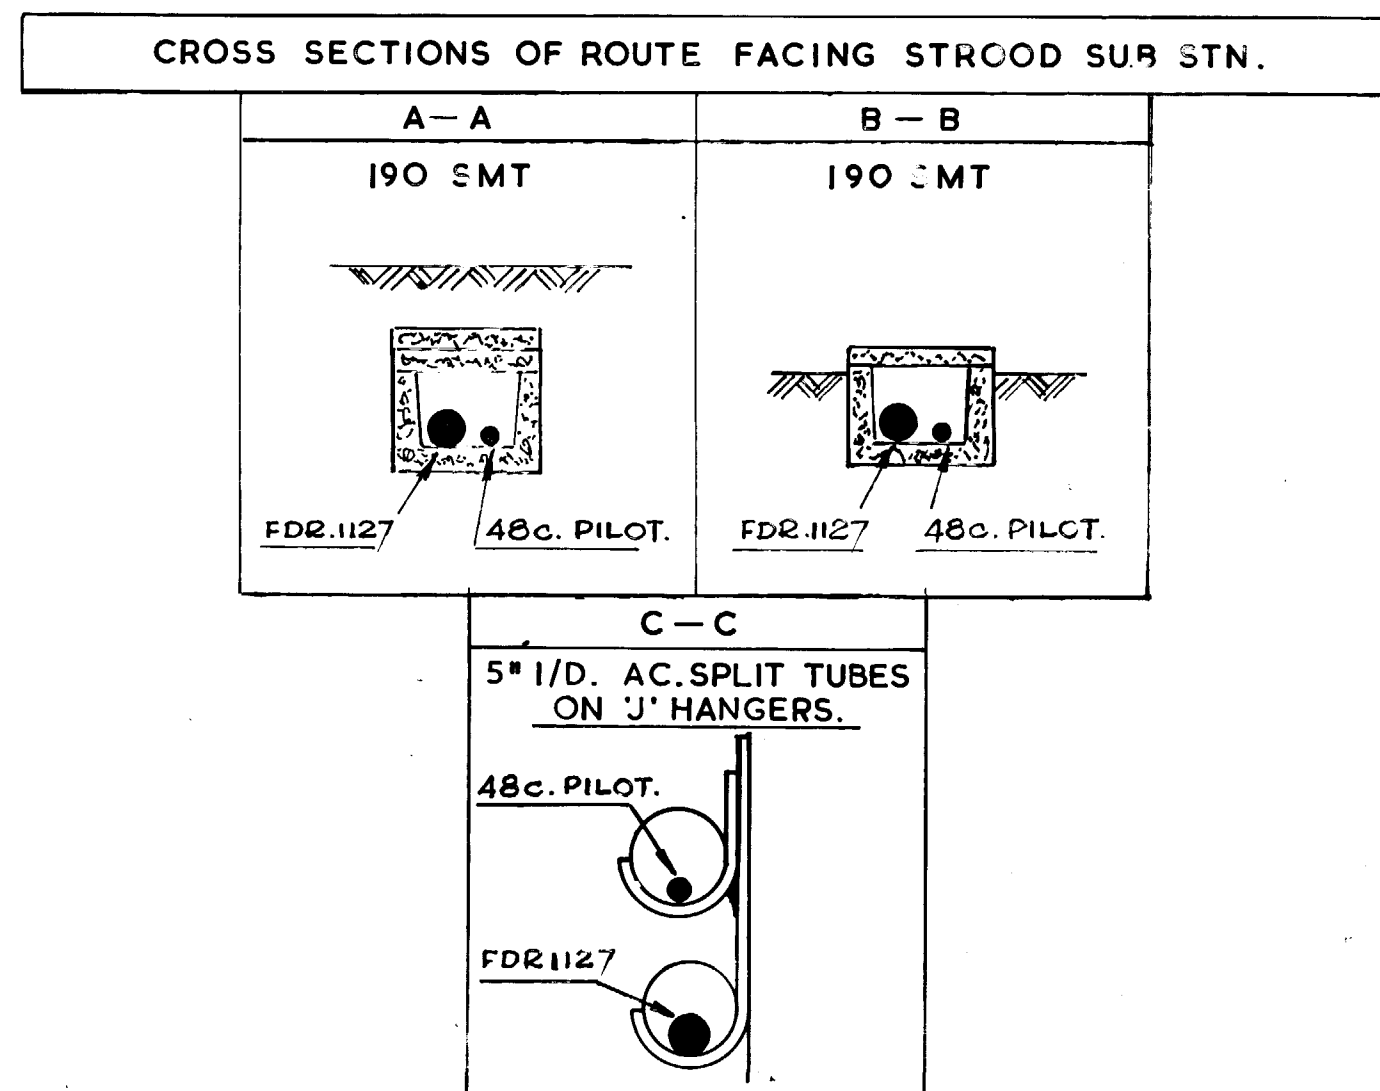 CROSS SECTIONS OF ROUTE FACING STROOD SUB STN.
A — A
B — B
190 SMT
190 SMT
FDR.1127
48c. PILOT.
FDR.1127
48c. PILOT.
C — C
5" I/D. AC. SPLIT TUBES
ON 'J' HANGERS.
48c. PILOT.
FDR1127